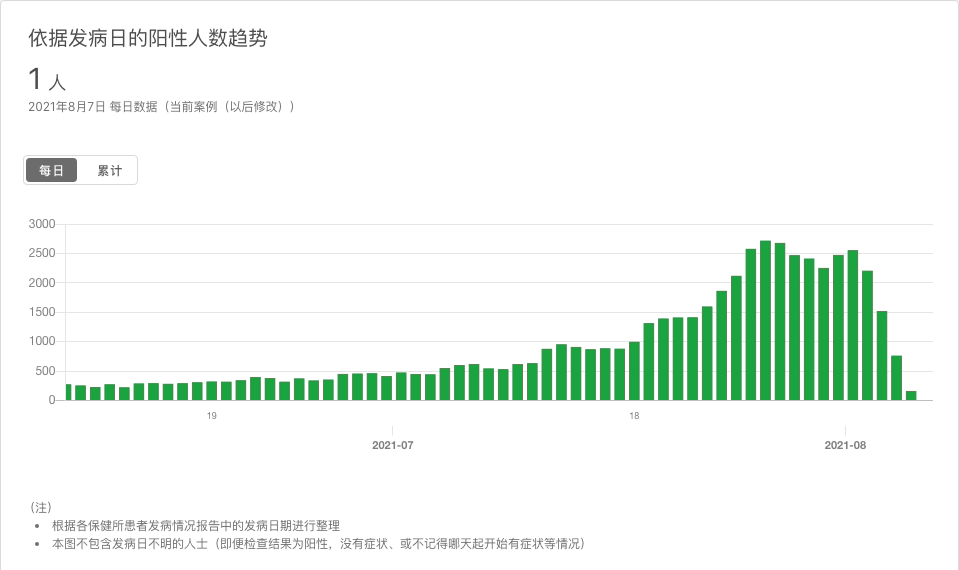 依据发病日的阳性人数趋势
1 人
2021年8月7日 每日数据（当前案例（以后修改））
每日 累计
3000
2500
2000
1500
1000
500
0
19 18
2021-07 2021-08
（注）
• 根据各保健所患者发病情况报告中的发病日期进行整理
• 本图不包含发病日不明的人士（即便检查结果为阳性，没有症状、或不记得哪天起开始有症状等情况）